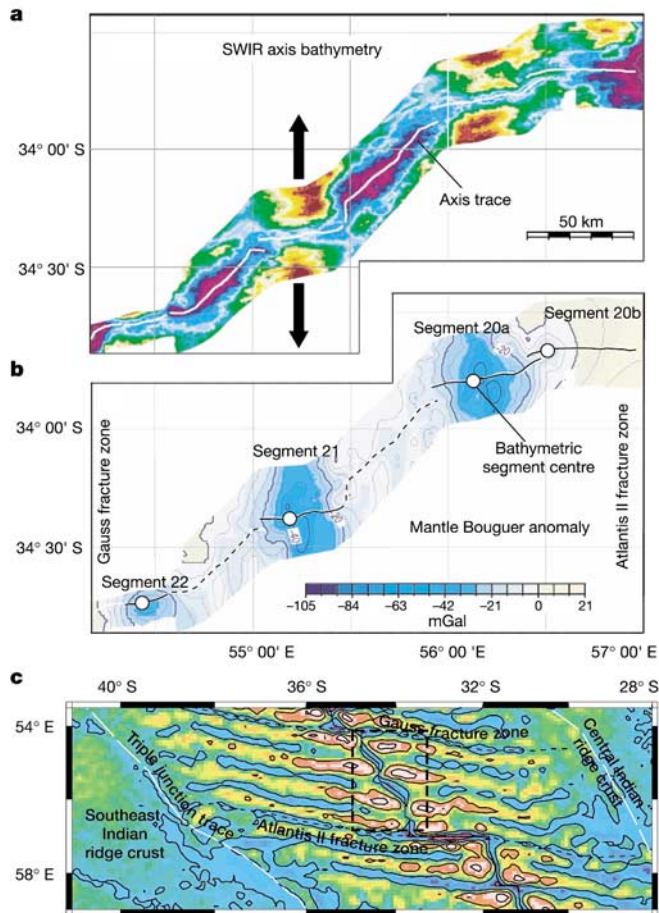 a
SWIR axis bathymetry
34° 00' S
Axis trace
50 km
34° 30' S
Segment 20b
Segment 20a
-20
b
34° 00' S
Segment 21
Bathymetric
segment centre
Gauss fracture zone
Atlantis II fracture zone
Mantle Bouguer anomaly
34° 30' S
-40
-20
Segment 22
-105 -84 -63 -42 -21 0 21
mGal
55° 00' E 56° 00' E 57° 00' E
c
40° S 36° S 32° S 28° S
54° E
Gauss fracture zone
Triple junction trace
Central Indian
ridge crust
Southeast
Indian
ridge crust
Atlantis II fracture zone
58° E